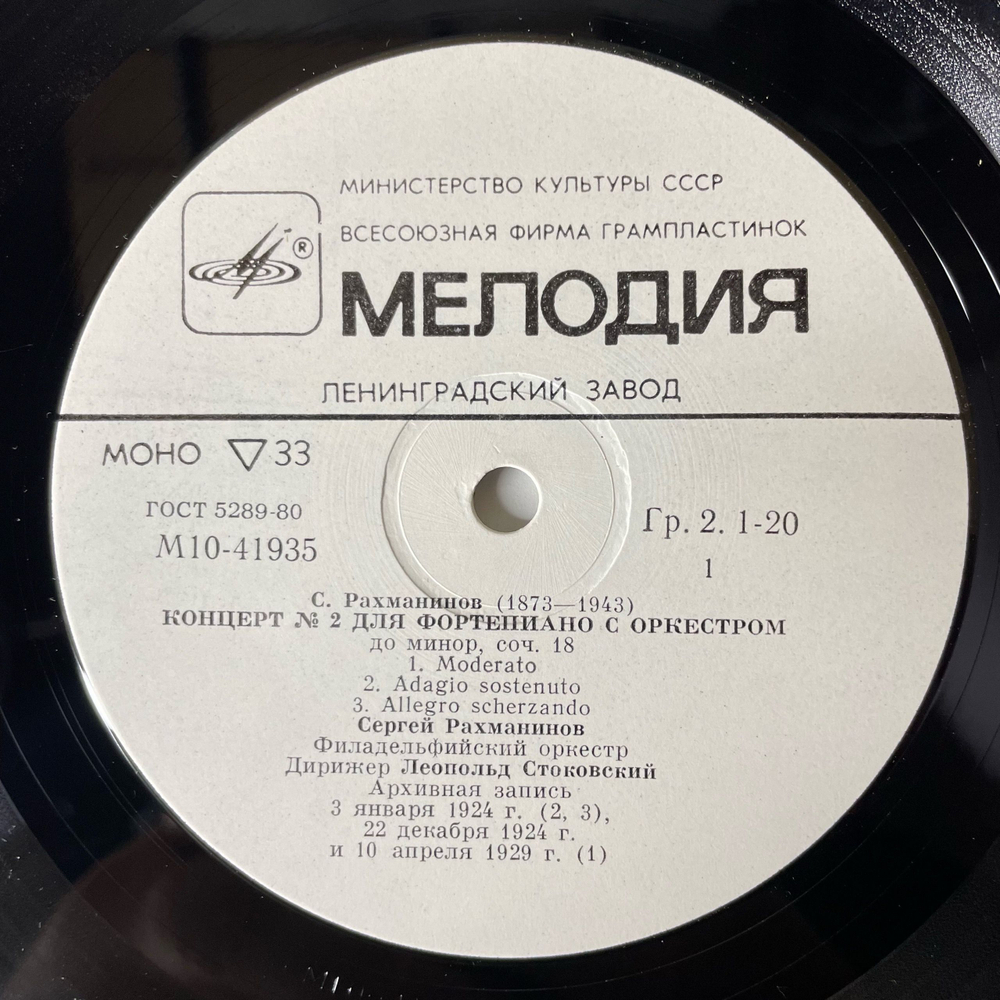 МИНИСТЕРСТВО КУЛЬТУРЫ СССР
ВСЕСОЮЗНАЯ ФИРМА ГРАМПЛАСТИНОК
®
МЕЛОДИЯ
ЛЕНИНГРАДСКИЙ ЗАВОД
МОНО ▽ 33
ГОСТ 5289-80
М10-41935
Гр. 2. 1-20
1
С. Рахманинов (1873—1943)
КОНЦЕРТ № 2 ДЛЯ ФОРТЕПИАНО С ОРКЕСТРОМ
до минор, соч. 18
1. Moderato
2. Adagio sostenuto
3. Allegro scherzando
Сергей Рахманинов
Филадельфийский оркестр
Дирижер Леопольд Стоковский
Архивная запись
3 января 1924 г. (2, 3),
22 декабря 1924 г.
и 10 апреля 1929 г. (1)